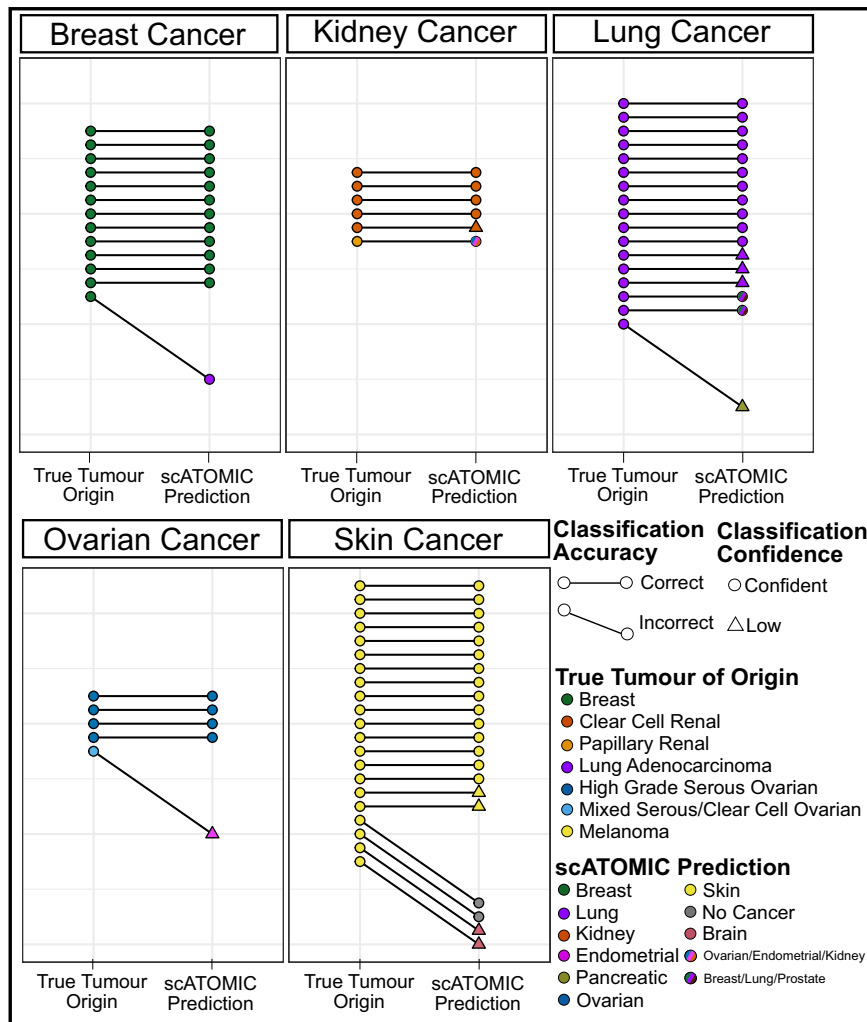 Breast Cancer
Kidney Cancer
Lung Cancer
True Tumour
Origin
scATOMIC
Prediction
True Tumour
Origin
scATOMIC
Prediction
True Tumour
Origin
scATOMIC
Prediction
Ovarian Cancer
Skin Cancer
True Tumour
Origin
scATOMIC
Prediction
True Tumour
Origin
scATOMIC
Prediction
Classification
Accuracy
Correct
Incorrect
Classification
Confidence
Confident
Low
True Tumour of Origin
Breast
Clear Cell Renal
Papillary Renal
Lung Adenocarcinoma
High Grade Serous Ovarian
Mixed Serous/Clear Cell Ovarian
Melanoma
scATOMIC Prediction
Breast
Lung
Kidney
Endometrial
Pancreatic
Ovarian
Skin
No Cancer
Brain
Ovarian/Endometrial/Kidney
Breast/Lung/Prostate